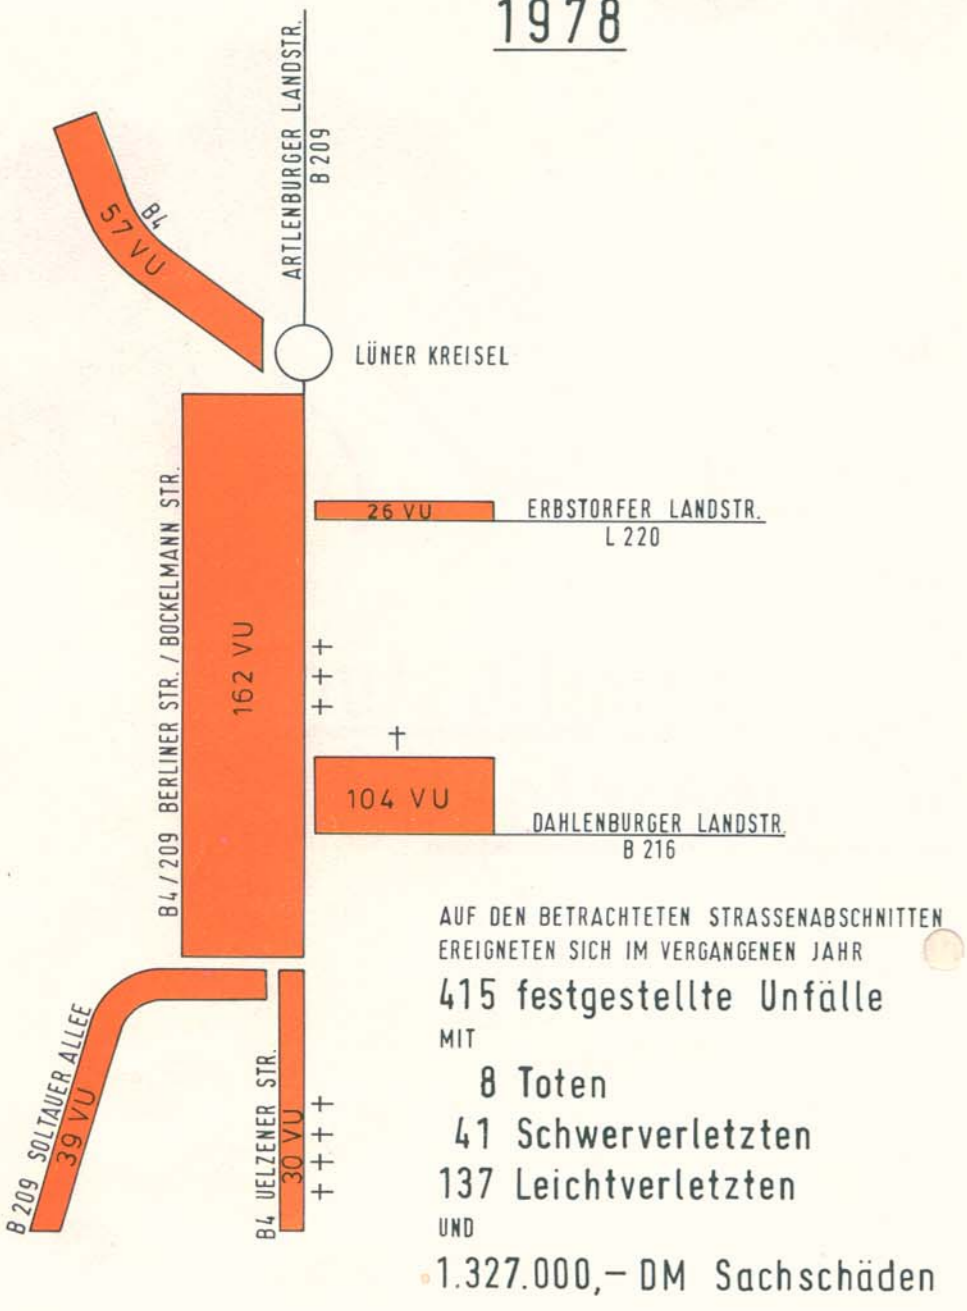 1978
ARTLENBURGER LANDSTR.
B 209
B4
57 VU
LÜNER KREISEL
26 VU
ERBSTORFER LANDSTR.
L 220
B4/209 BERLINER STR. / BOCKELMANN STR.
162 VU
104 VU
DAHLENBURGER LANDSTR.
B 216
AUF DEN BETRACHTETEN STRASSENABSCHNITTEN
EREIGNETEN SICH IM VERGANGENEN JAHR
415 festgestellte Unfälle
MIT
8 Toten
41 Schwerverletzten
137 Leichtverletzten
UND
1.327.000,– DM Sachschäden
B 209 SOLTAUER ALLEE
39 VU
B4 UELZENER STR.
30 VU